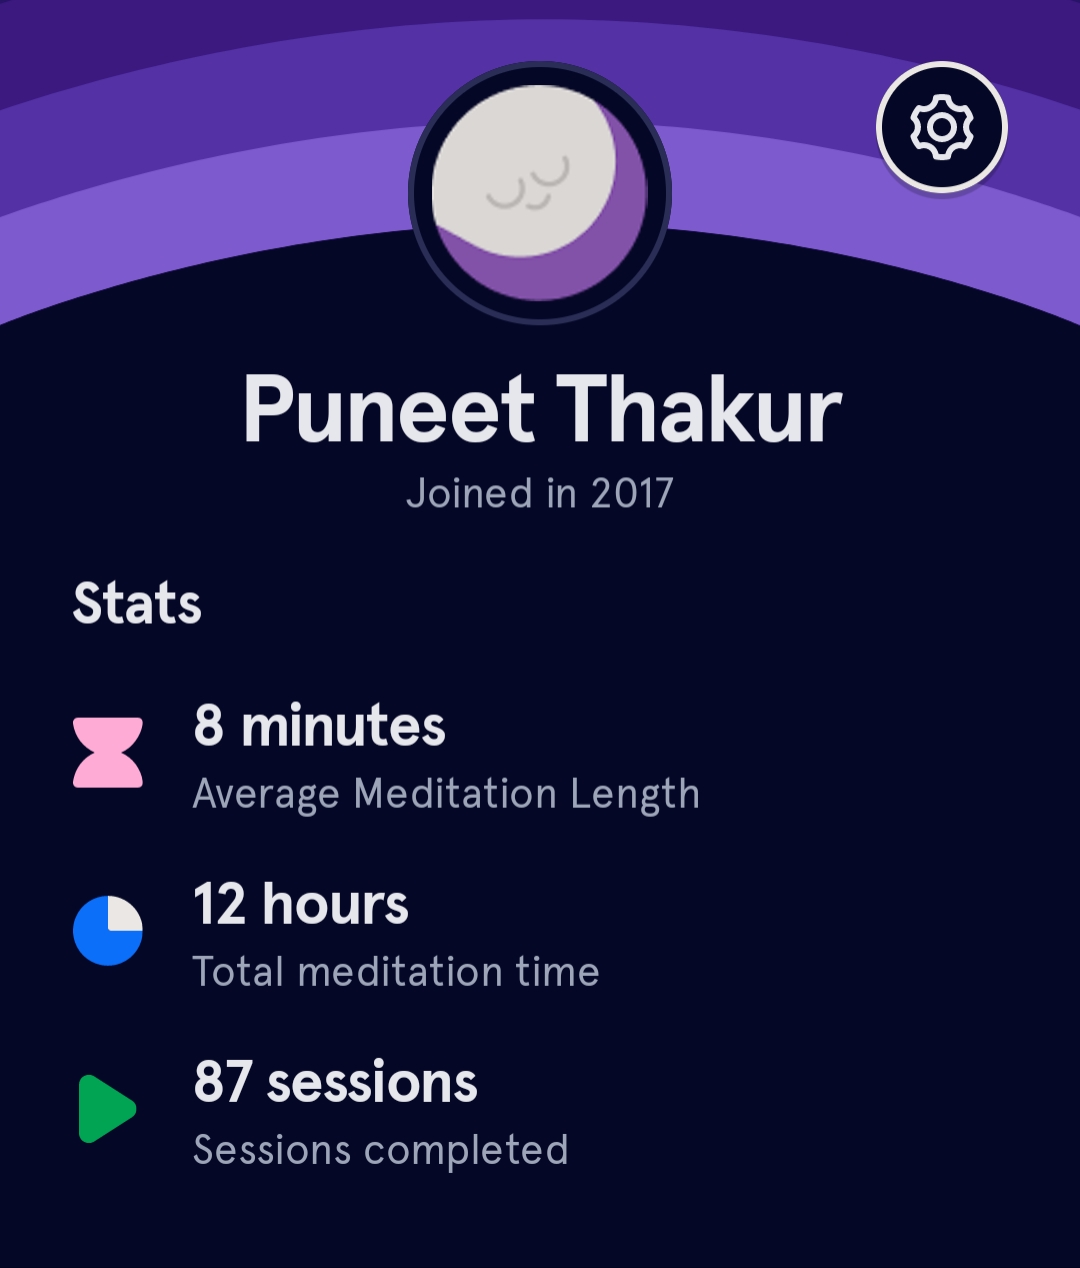 Puneet Thakur
Joined in 2017
Stats
8 minutes
Average Meditation Length
12 hours
Total meditation time
87 sessions
Sessions completed